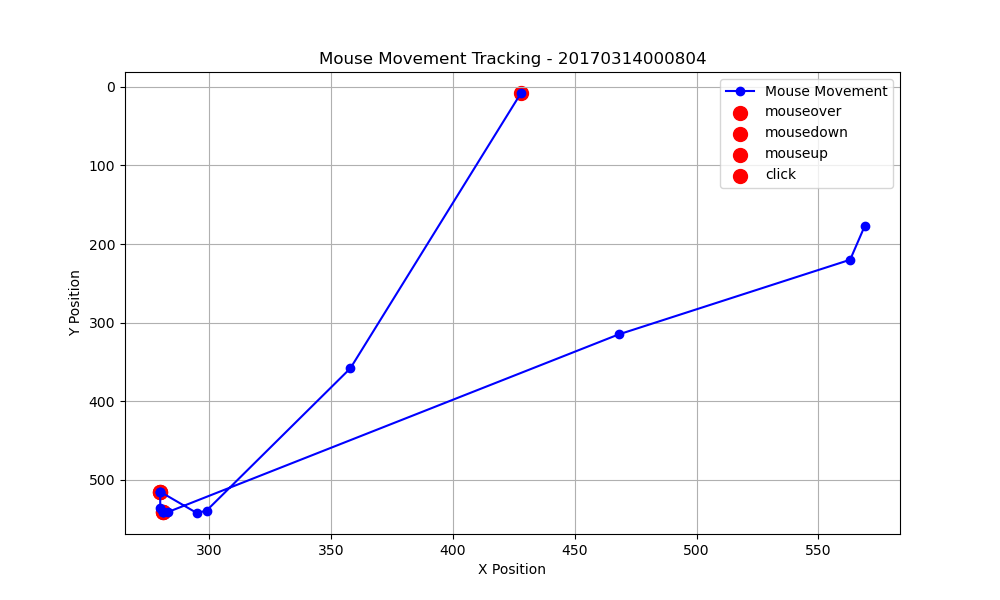 Mouse Movement Tracking - 20170314000804
Mouse Movement
mouseover
mousedown
mouseup
click
0
100
200
300
400
500
Y Position
300
350
400
450
500
550
X Position